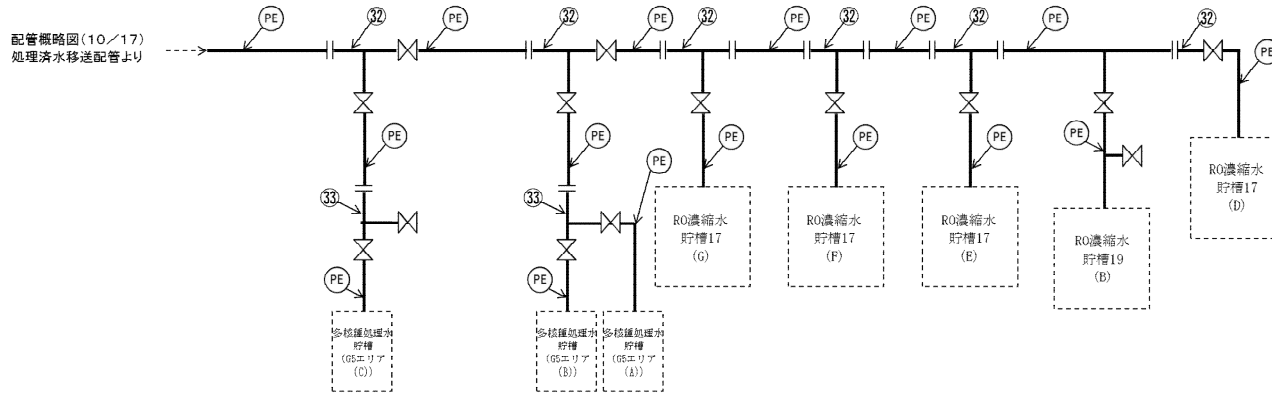 PE ㉜ PE ㉜ PE ㉜ PE ㉜ PE ㉜ PE ㉜
配管概略図(10/17)
処理済水移送配管より
PE
PE PE PE PE PE PE PE
㉝ ㉝
RO濃縮水
貯槽17
(D)
RO濃縮水
貯槽17
(G)
RO濃縮水
貯槽17
(F)
RO濃縮水
貯槽17
(E)
RO濃縮水
貯槽19
(B)
PE PE
多核種処理水
貯槽
(G5エリア
(C))
多核種処理水
貯槽
(G5エリア
(B))
多核種処理水
貯槽
(G5エリア
(A))